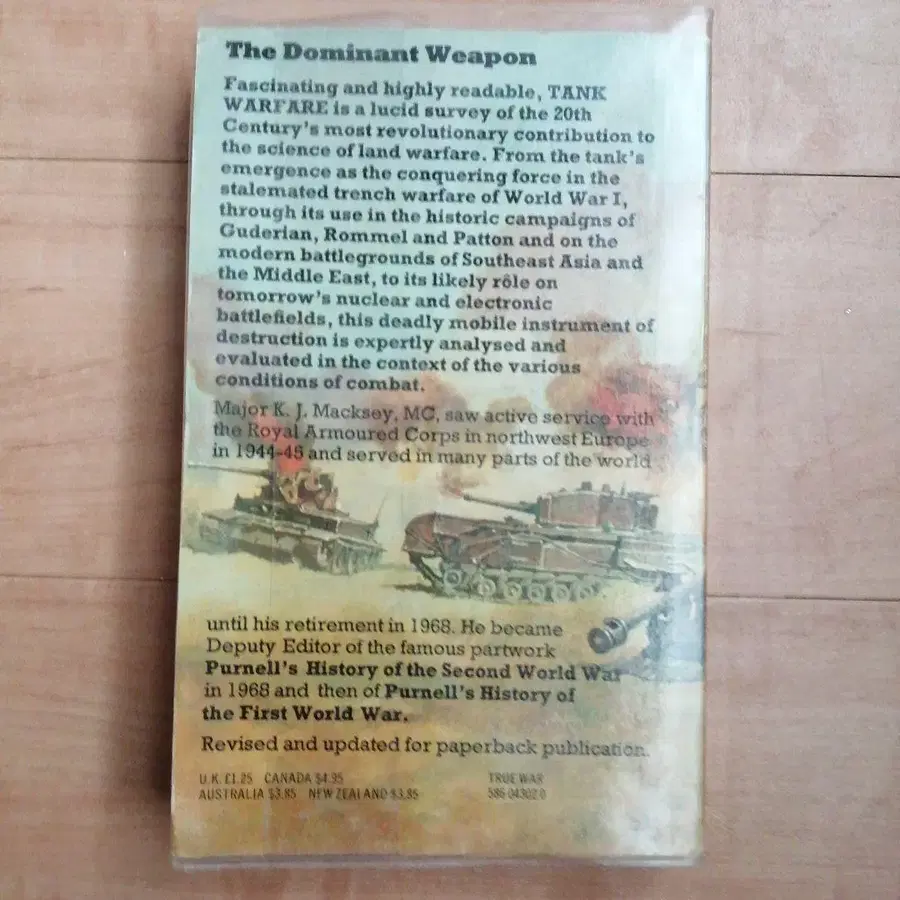 The Dominant Weapon
Fascinating and highly readable, TANK
WARFARE is a lucid survey of the 20th
Century's most revolutionary contribution to
the science of land warfare. From the tank's
emergence as the conquering force in the
stalemated trench warfare of World War I,
through its use in the historic campaigns of
Guderian, Rommel and Patton and on the
modern battlegrounds of Southeast Asia and
the Middle East, to its likely rôle on
tomorrow's nuclear and electronic
battlefields, this deadly mobile instrument of
destruction is expertly analysed and
evaluated in the context of the various
conditions of combat.
Major K. J. Macksey, MC, saw active service with
the Royal Armoured Corps in northwest Europe
in 1944-45 and served in many parts of the world
until his retirement in 1968. He became
Deputy Editor of the famous partwork
Purnell's History of the Second World War
in 1968 and then of Purnell's History of
the First World War.
Revised and updated for paperback publication.
U.K. £1.25 CANADA $4.95
AUSTRALIA $3.85 NEW ZEALAND $3.85
TRUE WAR
586 04302 0